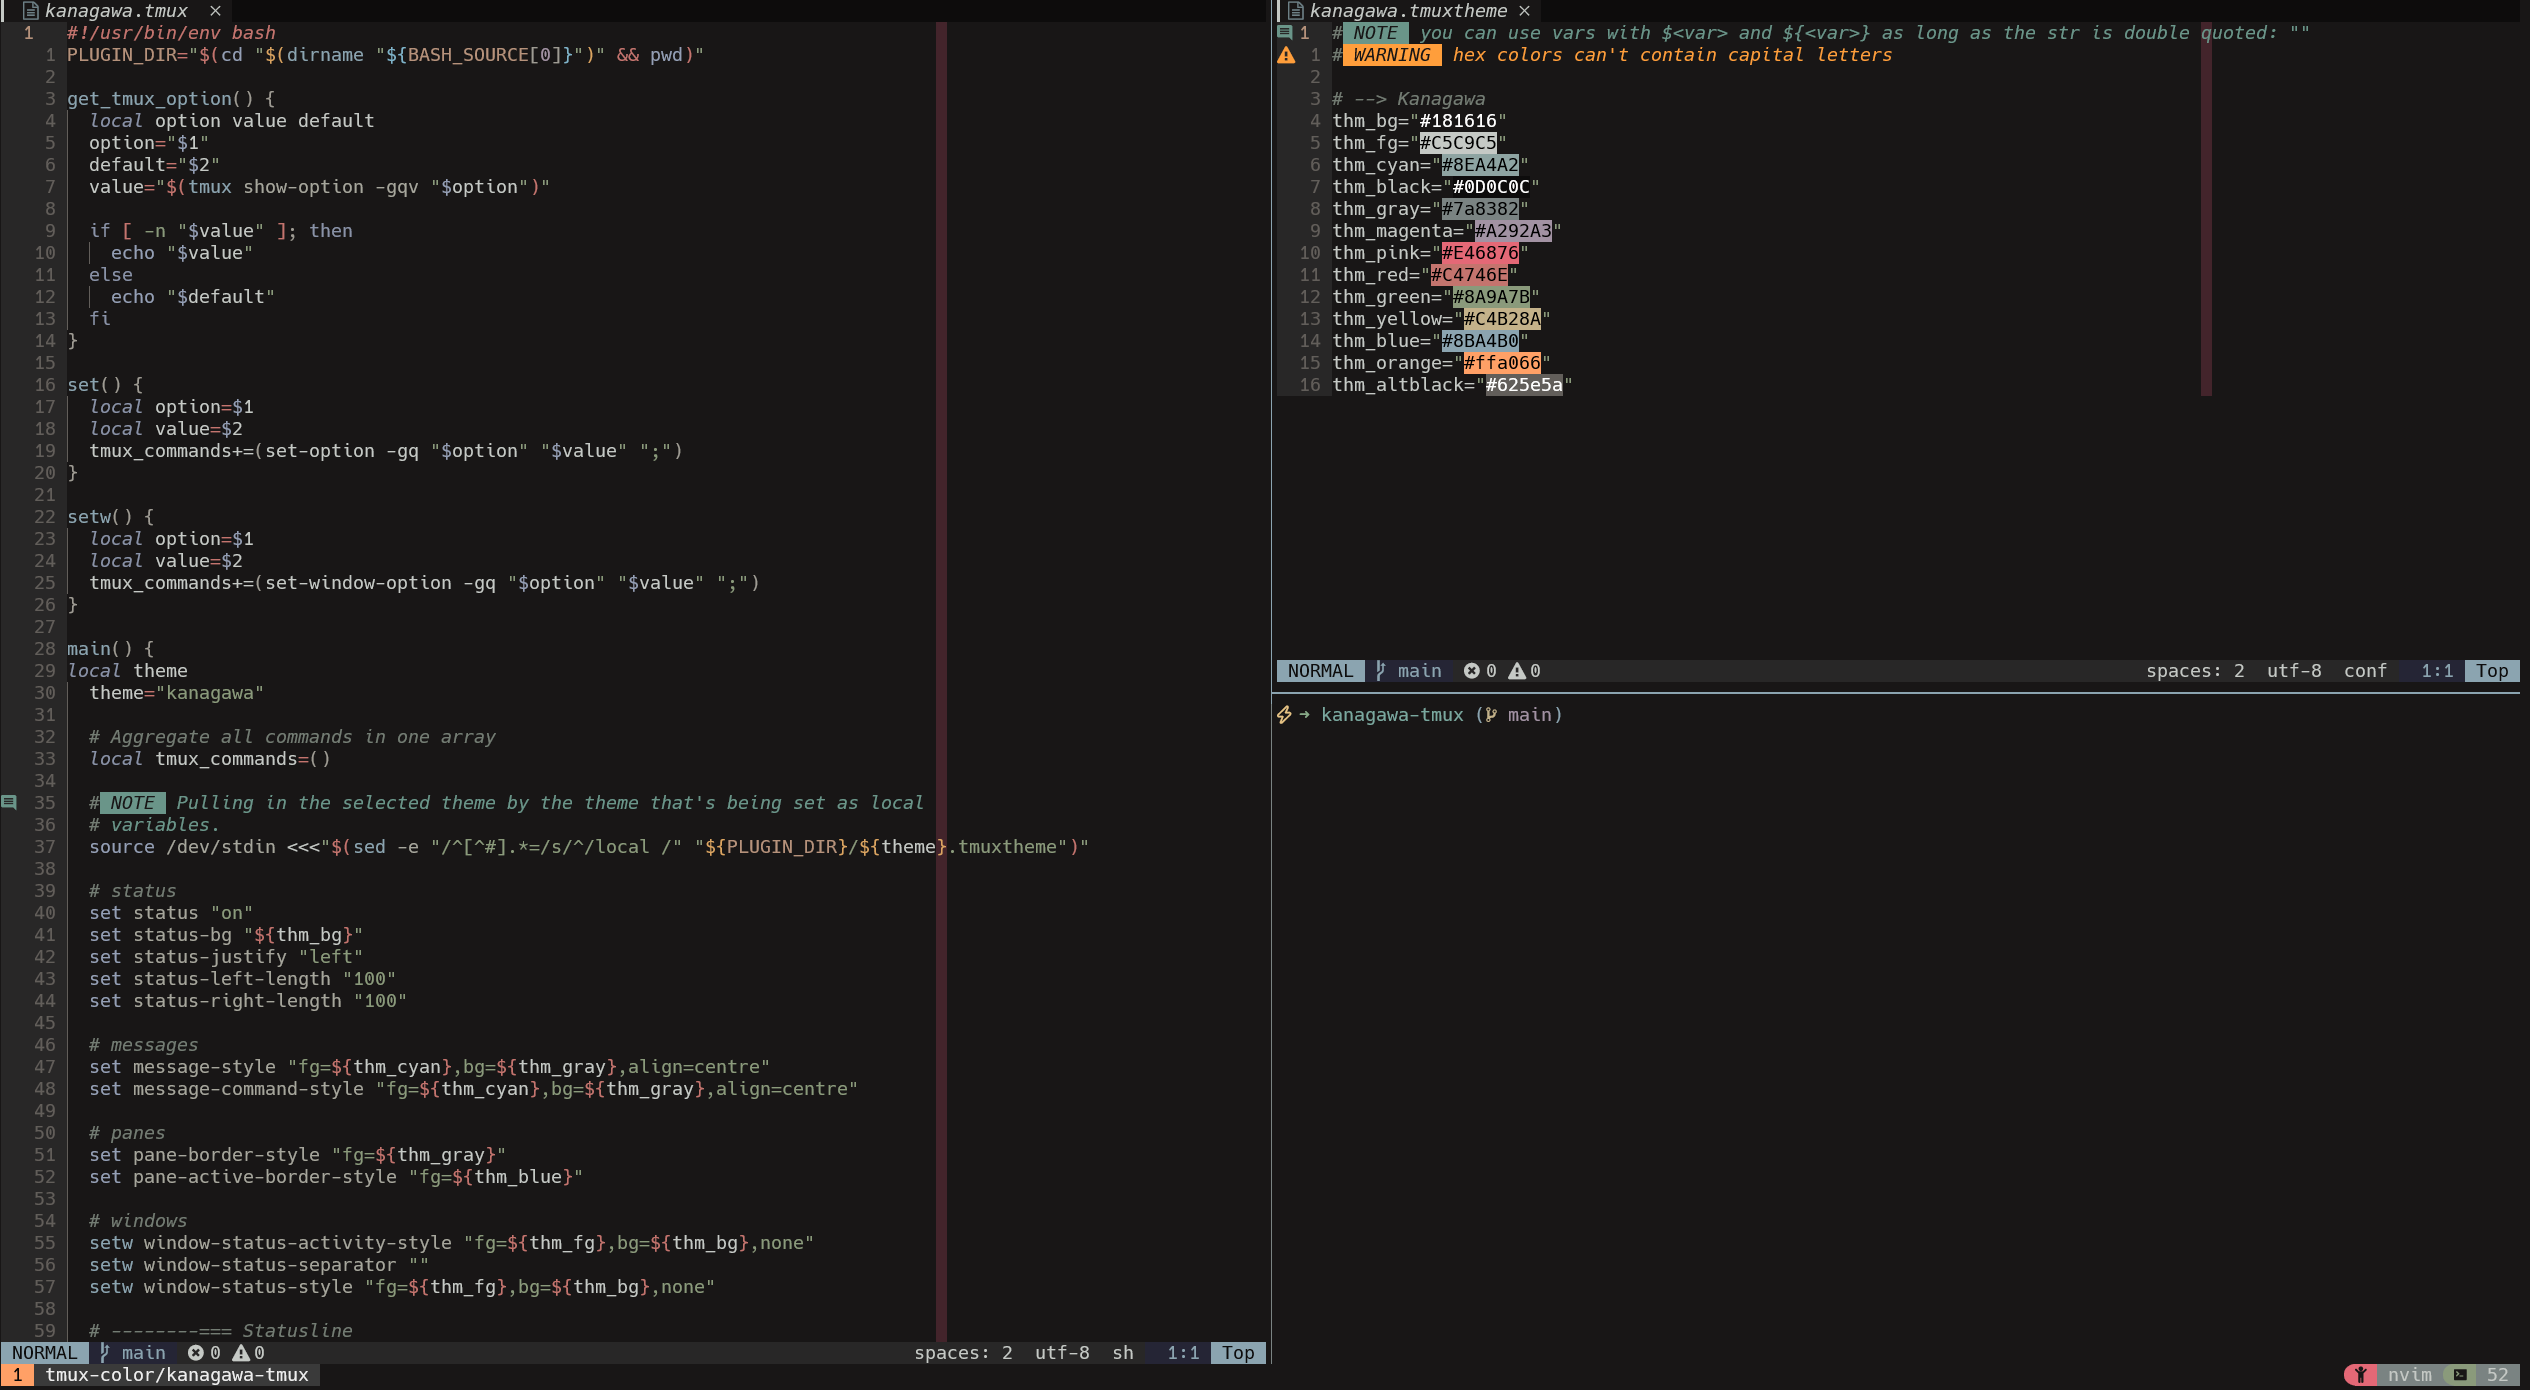 kanagawa.tmux ×
1 #!/usr/bin/env bash
1 PLUGIN_DIR="$(cd "$(dirname "${BASH_SOURCE[0]}")" && pwd)"
2
3 get_tmux_option() {
4   local option value default
5   option="$1"
6   default="$2"
7   value="$(tmux show-option -gqv "$option")"
8
9   if [ -n "$value" ]; then
10     echo "$value"
11   else
12     echo "$default"
13   fi
14 }
15
16 set() {
17   local option=$1
18   local value=$2
19   tmux_commands+=(set-option -gq "$option" "$value" ";")
20 }
21
22 setw() {
23   local option=$1
24   local value=$2
25   tmux_commands+=(set-window-option -gq "$option" "$value" ";")
26 }
27
28 main() {
29 local theme
30   theme="kanagawa"
31
32   # Aggregate all commands in one array
33   local tmux_commands=()
34
35   # NOTE Pulling in the selected theme by the theme that's being set as local
36   # variables.
37   source /dev/stdin <<<"$(sed -e "/^[^#].*=/s/^/local /" "${PLUGIN_DIR}/${theme}.tmuxtheme")"
38
39   # status
40   set status "on"
41   set status-bg "${thm_bg}"
42   set status-justify "left"
43   set status-left-length "100"
44   set status-right-length "100"
45
46   # messages
47   set message-style "fg=${thm_cyan},bg=${thm_gray},align=centre"
48   set message-command-style "fg=${thm_cyan},bg=${thm_gray},align=centre"
49
50   # panes
51   set pane-border-style "fg=${thm_gray}"
52   set pane-active-border-style "fg=${thm_blue}"
53
54   # windows
55   setw window-status-activity-style "fg=${thm_fg},bg=${thm_bg},none"
56   setw window-status-separator ""
57   setw window-status-style "fg=${thm_fg},bg=${thm_bg},none"
58
59   # --------=== Statusline
NORMAL main 0 0 spaces: 2 utf-8 sh 1:1 Top
kanagawa.tmuxtheme ×
1 # NOTE you can use vars with $<var> and ${<var>} as long as the str is double quoted: ""
1 # WARNING hex colors can't contain capital letters
2
3 # --> Kanagawa
4 thm_bg="#181616"
5 thm_fg="#C5C9C5"
6 thm_cyan="#8EA4A2"
7 thm_black="#0D0C0C"
8 thm_gray="#7a8382"
9 thm_magenta="#A292A3"
10 thm_pink="#E46876"
11 thm_red="#C4746E"
12 thm_green="#8A9A7B"
13 thm_yellow="#C4B28A"
14 thm_blue="#8BA4B0"
15 thm_orange="#ffa066"
16 thm_altblack="#625e5a"
NORMAL main 0 0 spaces: 2 utf-8 conf 1:1 Top
➜ kanagawa-tmux ( main)
1 tmux-color/kanagawa-tmux nvim 52